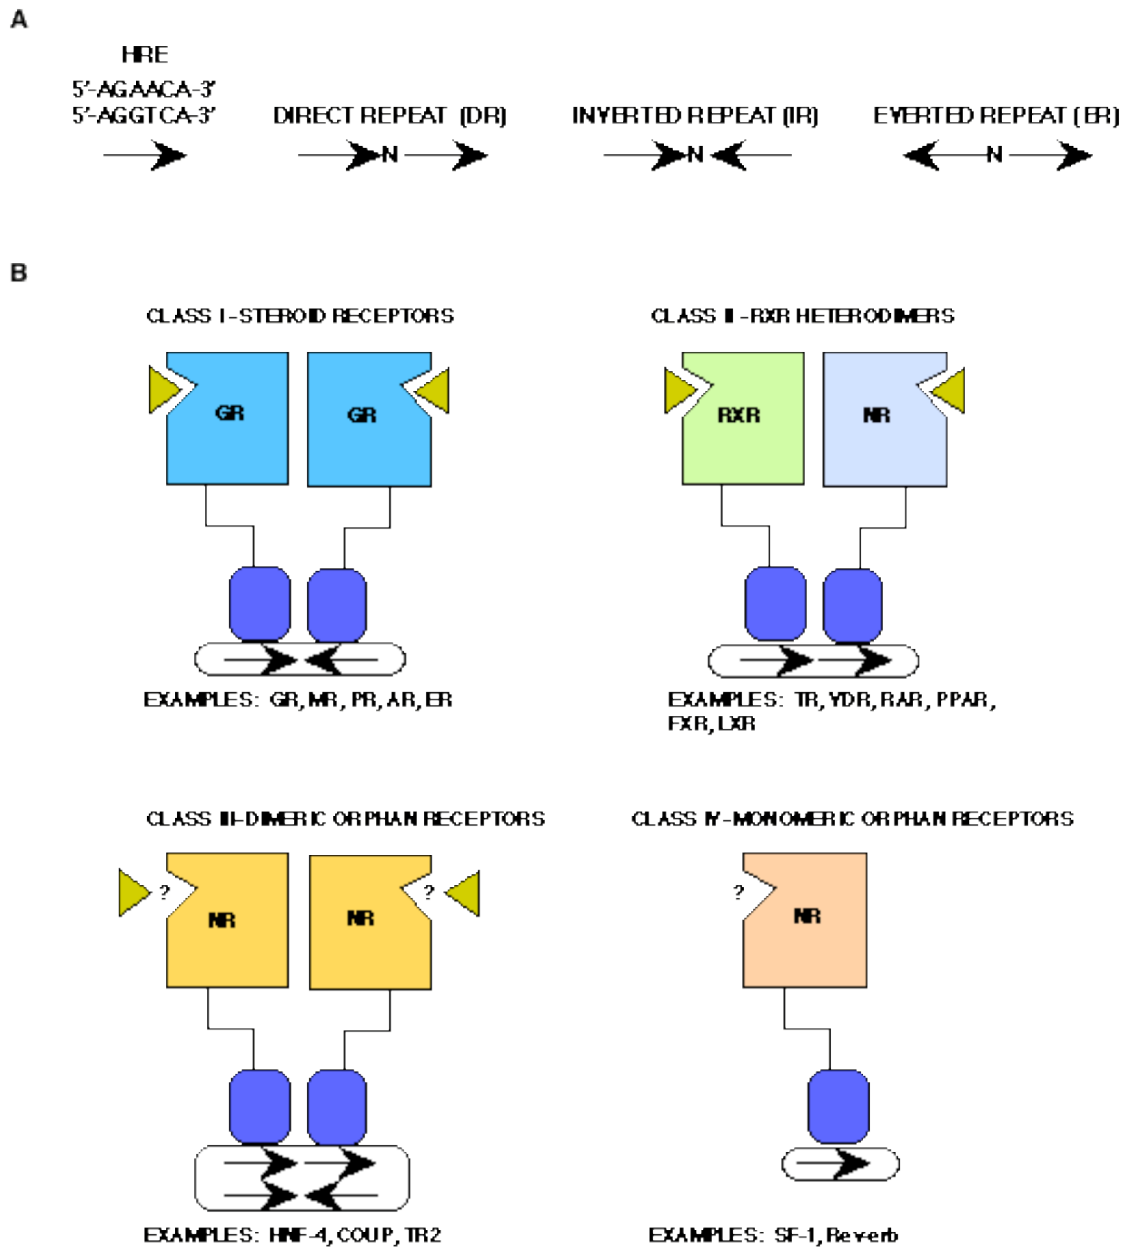 A
HRE
5'-AGAACA-3'
5'-AGGTCA-3'
DIRECT REPEAT (DR)
INVERTED REPEAT (IR)
EVERTED REPEAT (ER)
N
N
N
B
CLASS I-STEROID RECEPTORS
GR
GR
EXAMPLES: GR, MR, PR, AR, ER
CLASS II-RXR HETERODIMERS
RXR
NR
EXAMPLES: TR, VDR, RAR, PPAR,
FXR, LXR
CLASS III-DIMERIC ORPHAN RECEPTORS
?
?
NR
NR
EXAMPLES: HNF-4, COUP, TR2
CLASS IV-MONOMERIC ORPHAN RECEPTORS
?
NR
EXAMPLES: SF-1, Reverb